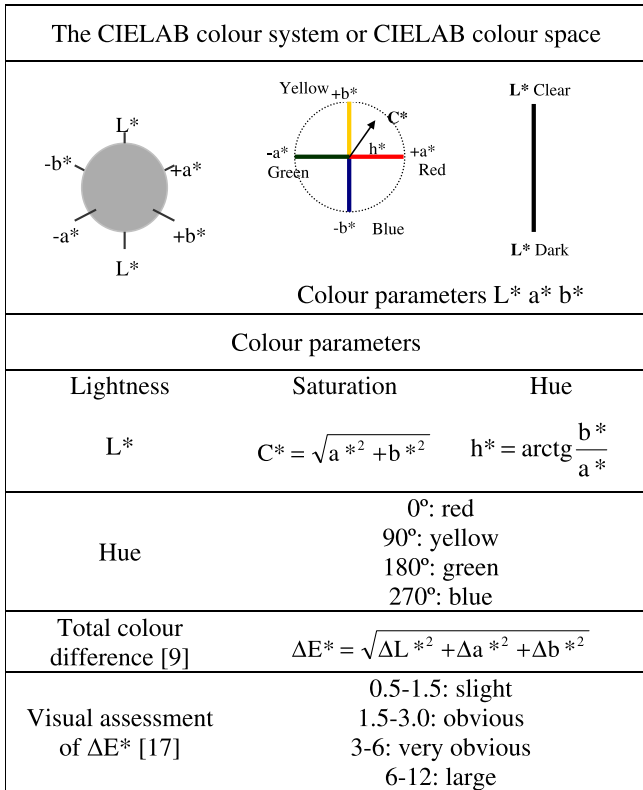 The CIELAB colour system or CIELAB colour space
L*
-b*
+a*
-a*
+b*
L*
Yellow
+b*
C*
-a*
h*
+a*
Green
Red
-b*
Blue
L* Clear
L* Dark
Colour parameters L* a* b*
Colour parameters
Lightness Saturation Hue
L* C* = √(a*² + b*²) h* = arctg b*/a*
Hue
0º: red
90º: yellow
180º: green
270º: blue
Total colour
difference [9]
ΔE* = √(ΔL*² + Δa*² + Δb*²)
Visual assessment
of ΔE* [17]
0.5-1.5: slight
1.5-3.0: obvious
3-6: very obvious
6-12: large